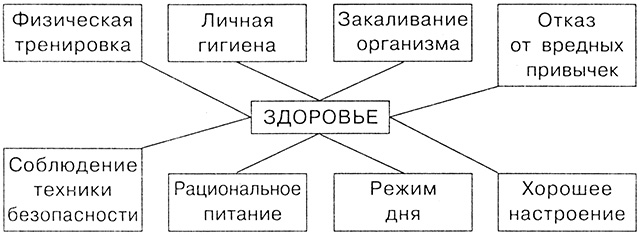 Физическая
тренировка
Личная
гигиена
Закаливание
организма
Отказ
от вредных
привычек
ЗДОРОВЬЕ
Соблюдение
техники
безопасности
Рациональное
питание
Режим
дня
Хорошее
настроение